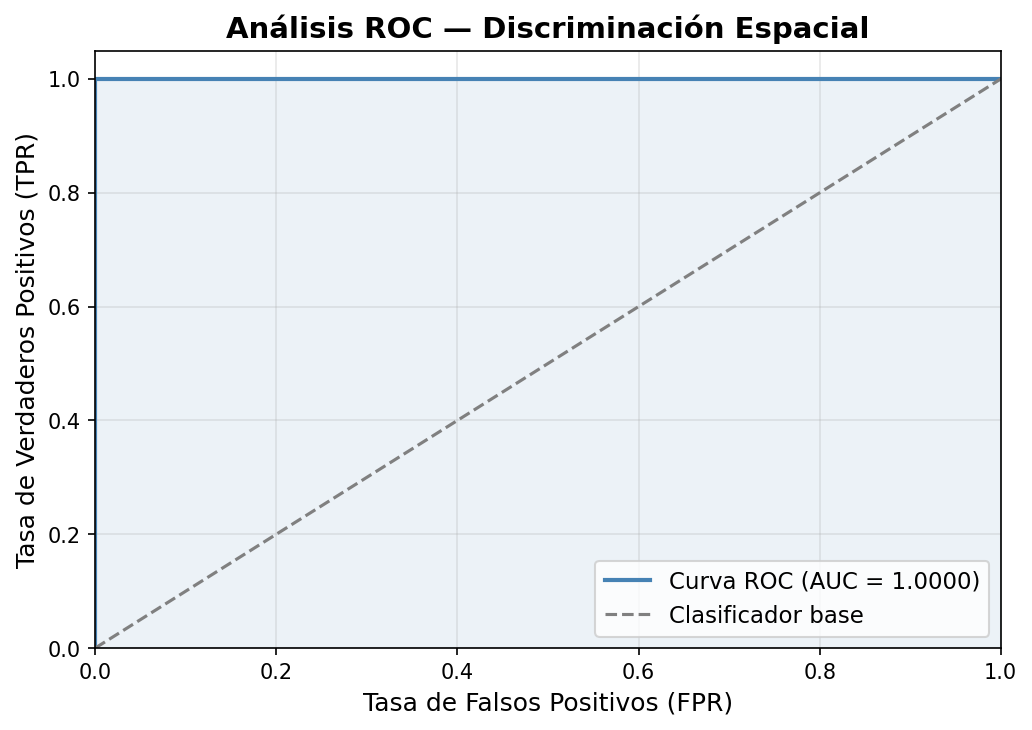 Análisis ROC — Discriminación Espacial
Tasa de Verdaderos Positivos (TPR)
1.0
0.8
0.6
0.4
0.2
0.0
Curva ROC (AUC = 1.0000)
Clasificador base
0.0 0.2 0.4 0.6 0.8 1.0
Tasa de Falsos Positivos (FPR)